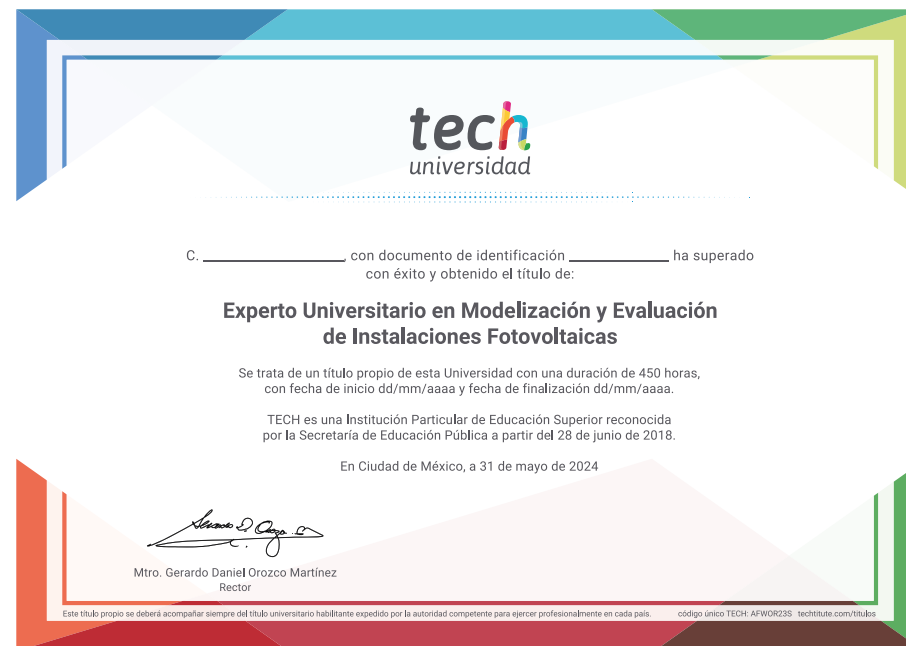 tech
universidad
C. ____________________, con documento de identificación ______________ ha superado
con éxito y obtenido el título de:
Experto Universitario en Modelización y Evaluación
de Instalaciones Fotovoltaicas
Se trata de un título propio de esta Universidad con una duración de 450 horas,
con fecha de inicio dd/mm/aaaa y fecha de finalización dd/mm/aaaa.
TECH es una Institución Particular de Educación Superior reconocida
por la Secretaría de Educación Pública a partir del 28 de junio de 2018.
En Ciudad de México, a 31 de mayo de 2024
Mtro. Gerardo Daniel Orozco Martínez
Rector
Este título propio se deberá acompañar siempre del título universitario habilitante expedido por la autoridad competente para ejercer profesionalmente en cada país. código único TECH: AFWOR23S techtitute.com/titulos